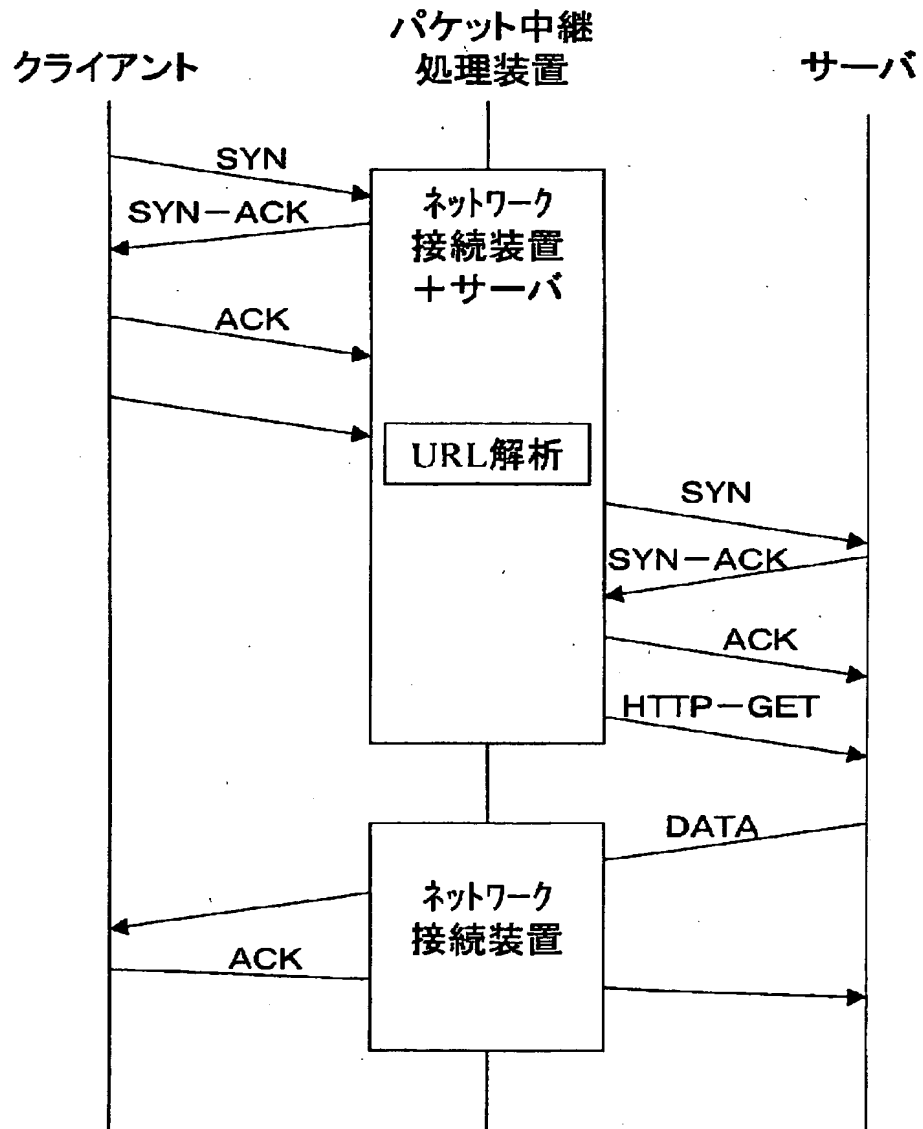 クライアント
パケット中継
処理装置
サーバ
SYN
SYN-ACK
ACK
ネットワーク
接続装置
+サーバ
URL解析
SYN
SYN-ACK
ACK
HTTP-GET
DATA
ネットワーク
接続装置
ACK